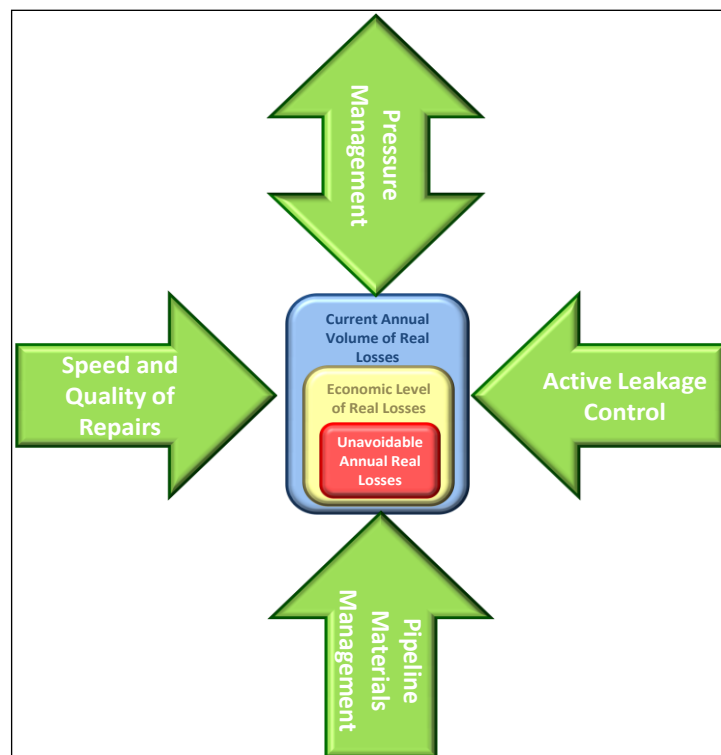 Pressure
Management
Current Annual
Volume of Real
Losses
Speed and
Quality of
Repairs
Economic Level
of Real Losses
Active Leakage
Control
Unavoidable
Annual Real
Losses
Pipeline
Materials
Management